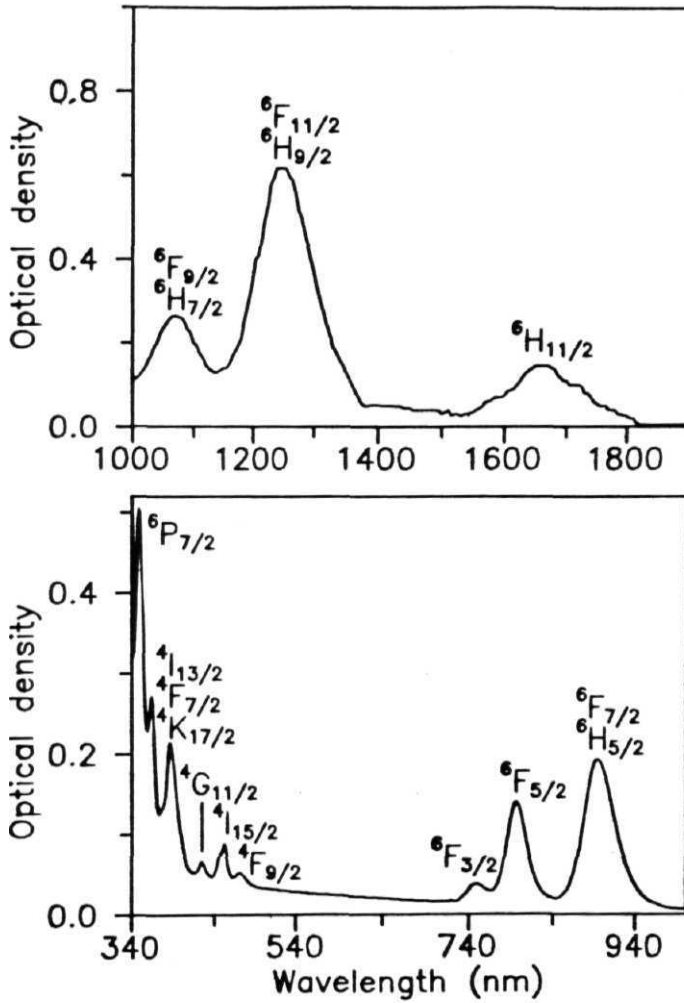 Optical density
0.8
0.4
0.0
⁶F₉/₂
⁶H₇/₂
⁶F₁₁/₂
⁶H₉/₂
⁶H₁₁/₂
1000 1200 1400 1600 1800
Optical density
0.4
0.2
0.0
⁶P₇/₂
⁴I₁₃/₂
⁴F₇/₂
⁴K₁₇/₂
⁴G₁₁/₂
⁴I₁₅/₂
⁴F₉/₂
⁶F₃/₂
⁶F₅/₂
⁶F₇/₂
⁶H₅/₂
340 540 740 940
Wavelength (nm)